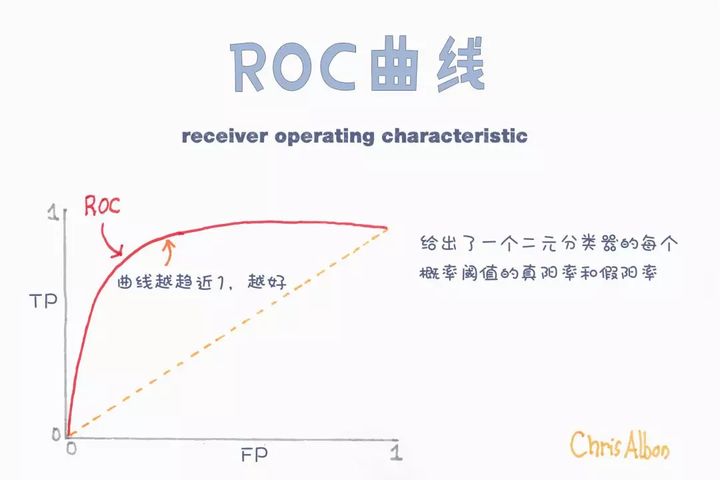 ROC曲线
receiver operating characteristic
1
ROC
曲线越趋近1，越好
TP
0
0
FP
1
给出了一个二元分类器的每个
概率阈值的真阳率和假阳率
Chris Albon